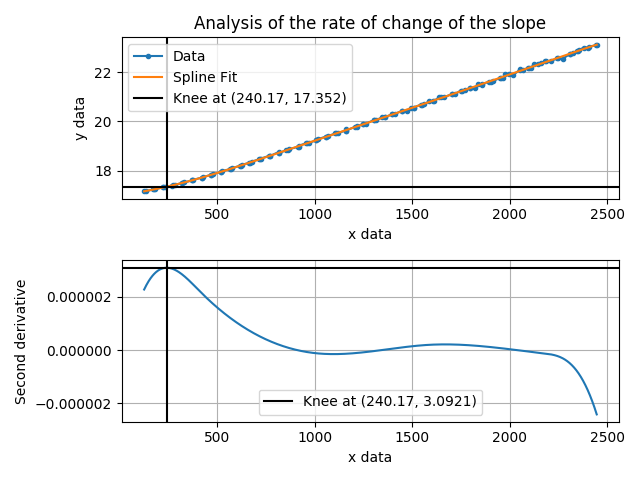 Analysis of the rate of change of the slope
Data
Spline Fit
Knee at (240.17, 17.352)
22
20
18
y data
500 1000 1500 2000 2500
x data
0.000002
0.000000
−0.000002
Second derivative
Knee at (240.17, 3.0921)
500 1000 1500 2000 2500
x data